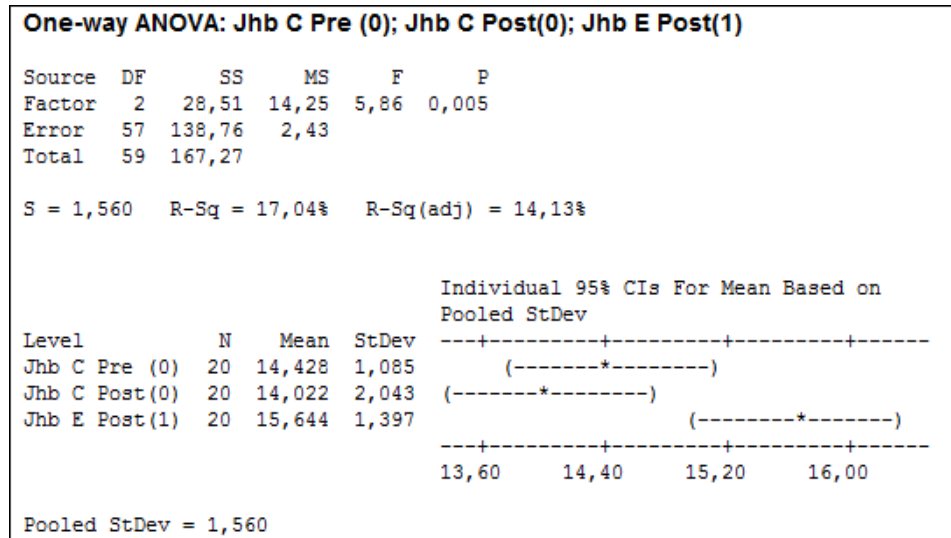 One-way ANOVA: Jhb C Pre (0); Jhb C Post(0); Jhb E Post(1)
Source  DF      SS     MS     F      P
Factor   2   28,51  14,25  5,86  0,005
Error   57  138,76   2,43
Total   59  167,27
S = 1,560   R-Sq = 17,04%   R-Sq(adj) = 14,13%
Individual 95% CIs For Mean Based on
Pooled StDev
Level            N    Mean  StDev  ---+---------+---------+---------+------
Jhb C Pre (0)   20  14,428  1,085       (-------*--------)
Jhb C Post(0)   20  14,022  2,043  (-------*--------)
Jhb E Post(1)   20  15,644  1,397                      (--------*-------)
---+---------+---------+---------+------
13,60     14,40     15,20     16,00
Pooled StDev = 1,560